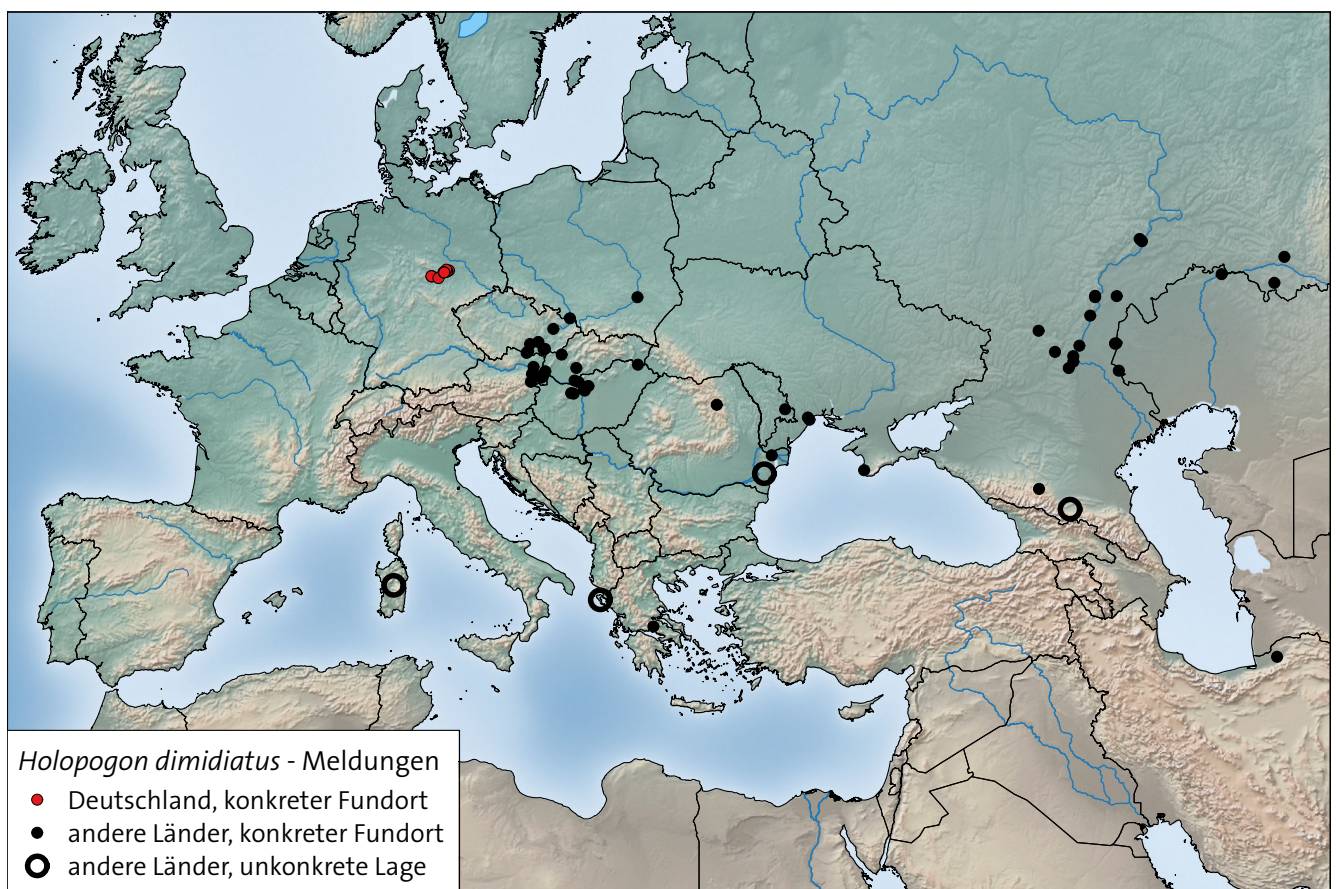 Holopogon dimidiatus - Meldungen
Deutschland, konkreter Fundort
andere Länder, konkreter Fundort
andere Länder, unkonkrete Lage